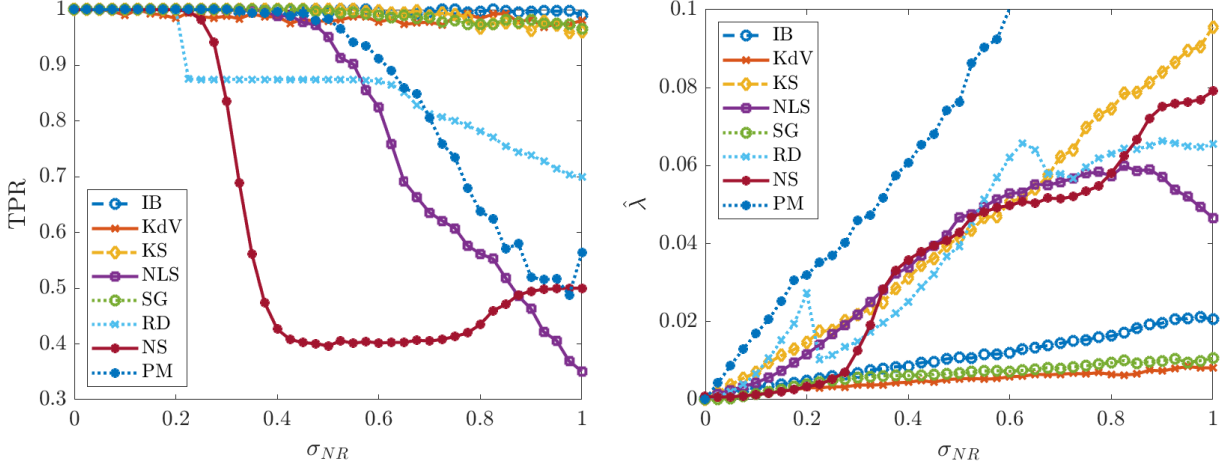 1
0.9
0.8
0.7
0.6
0.5
0.4
0.3
TPR
IB
KdV
KS
NLS
SG
RD
NS
PM
0 0.2 0.4 0.6 0.8 1
σ_NR
0.1
0.08
0.06
0.04
0.02
0
λ̂
IB
KdV
KS
NLS
SG
RD
NS
PM
0 0.2 0.4 0.6 0.8 1
σ_NR